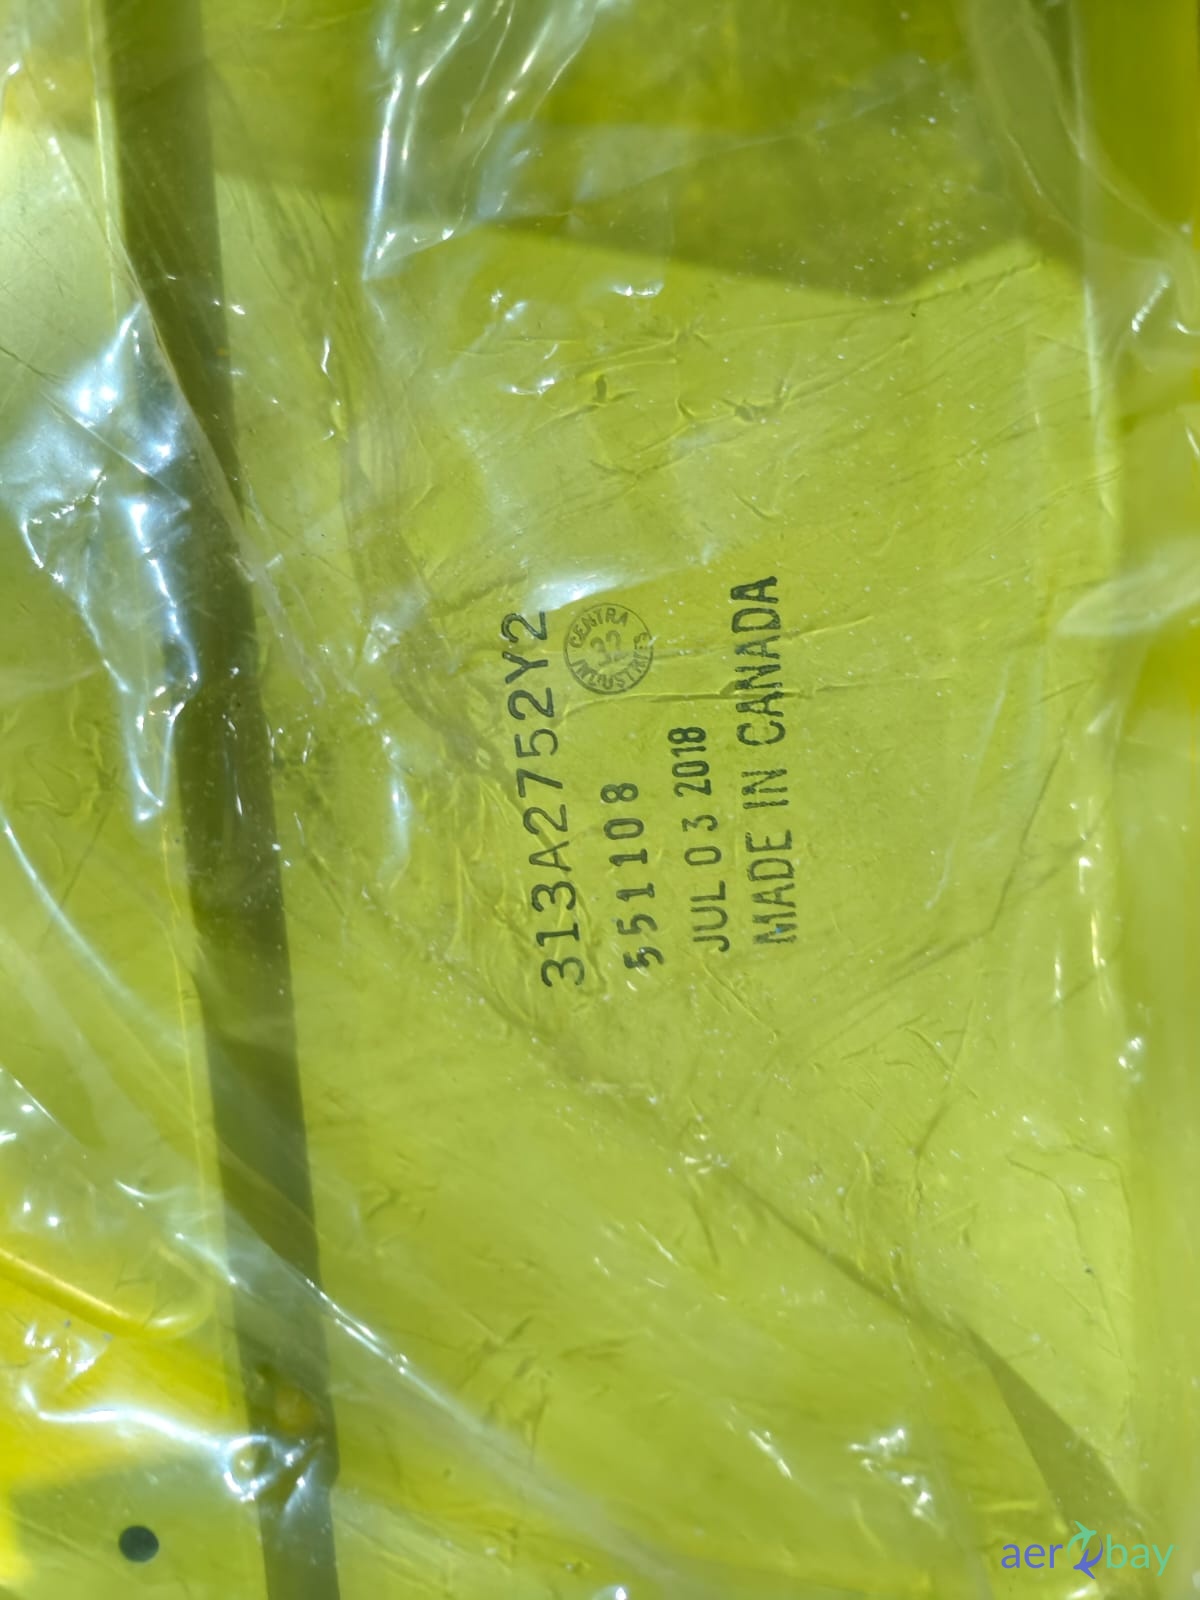 313A2752Y2
CENTRA
32
INDUSTRIES
551108
JUL 03 2018
MADE IN CANADA
aerobay